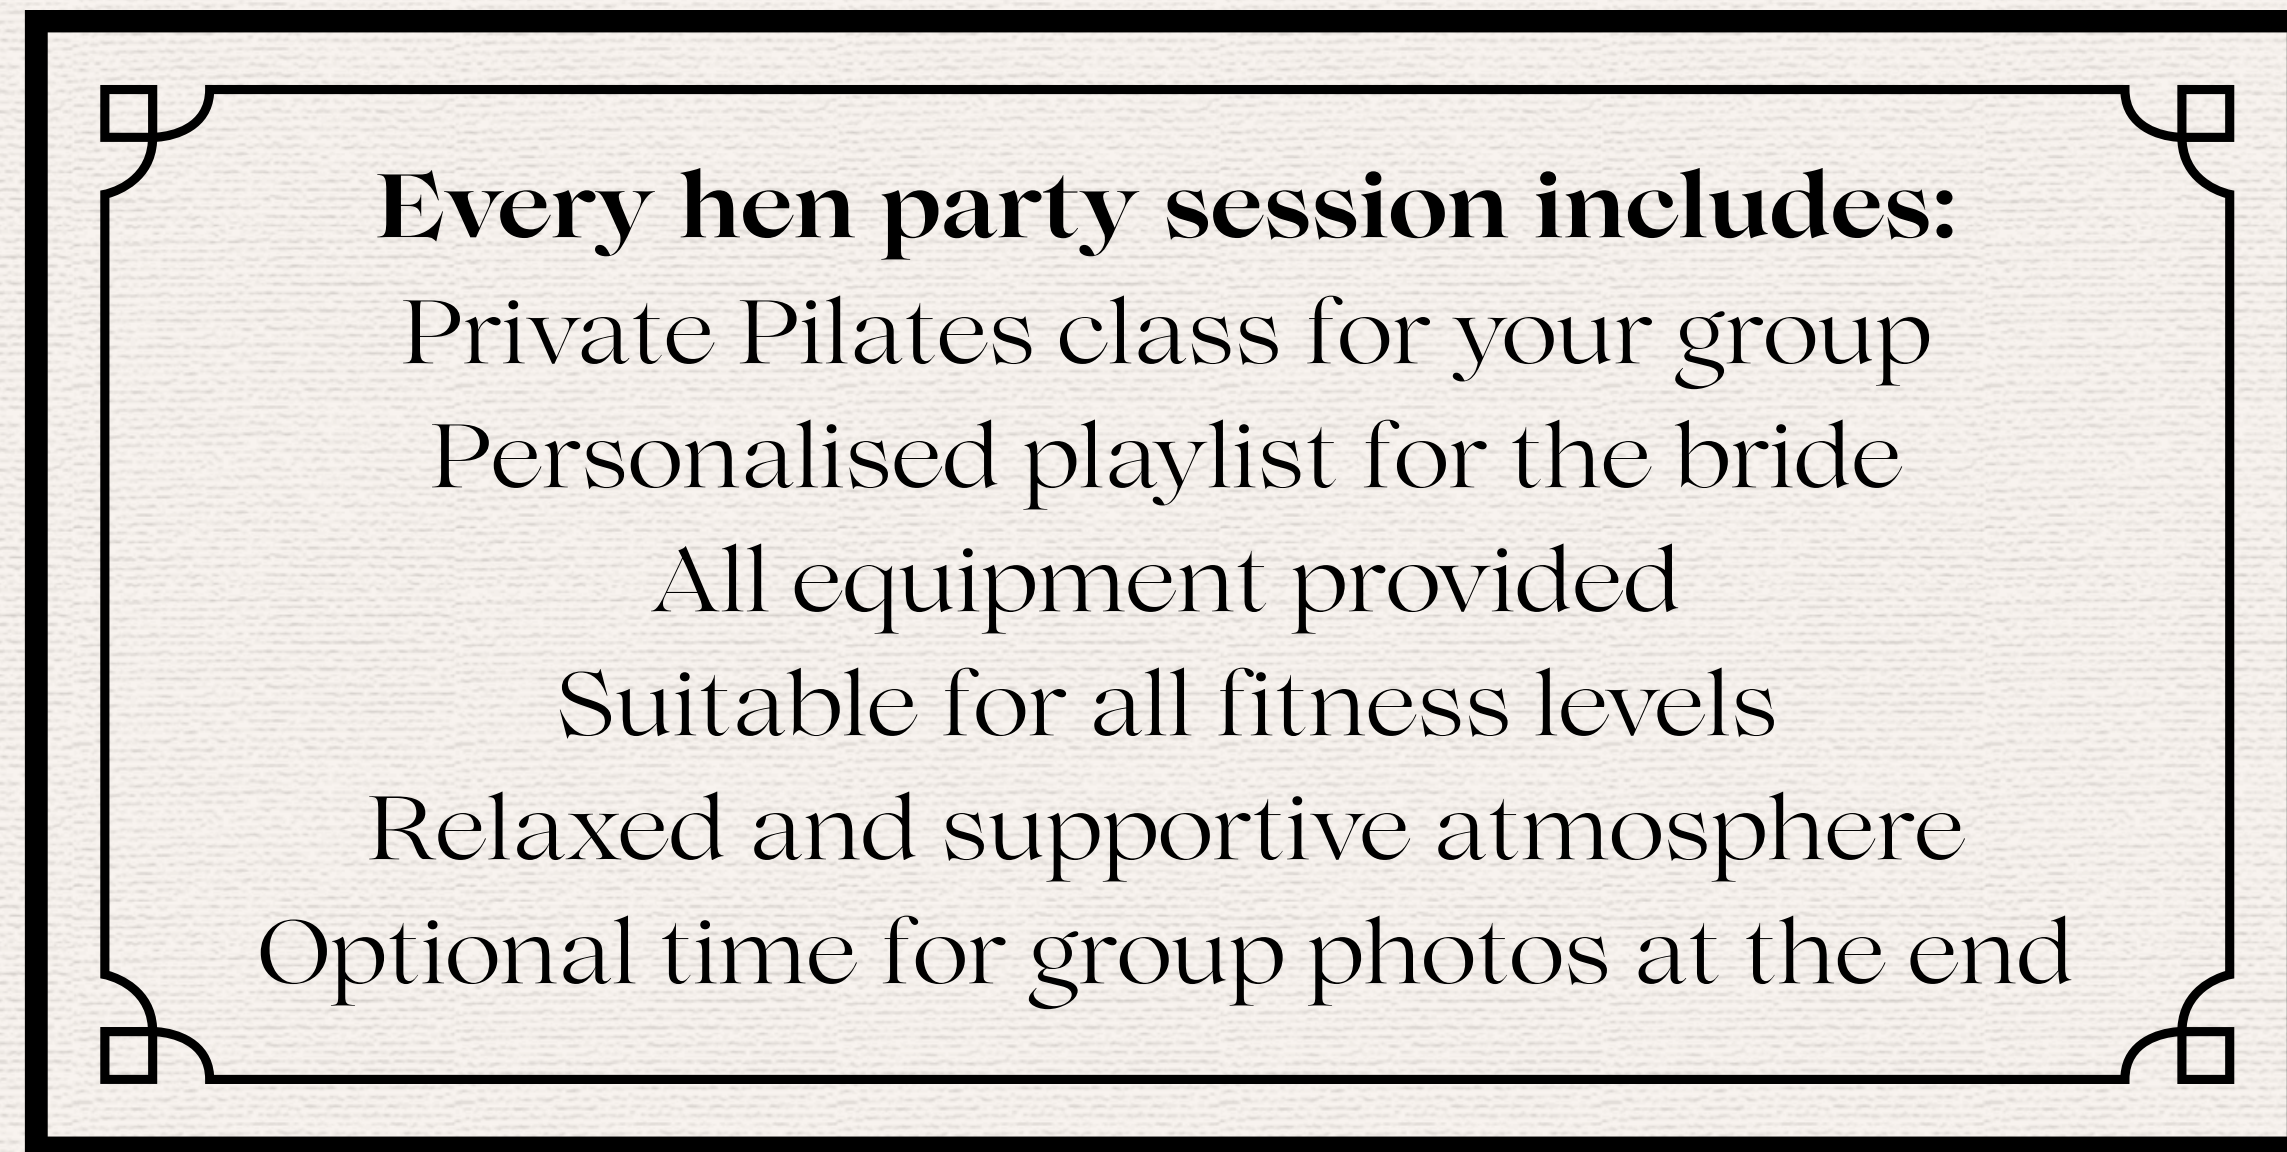 Every hen party session includes:
Private Pilates class for your group
Personalised playlist for the bride
All equipment provided
Suitable for all fitness levels
Relaxed and supportive atmosphere
Optional time for group photos at the end